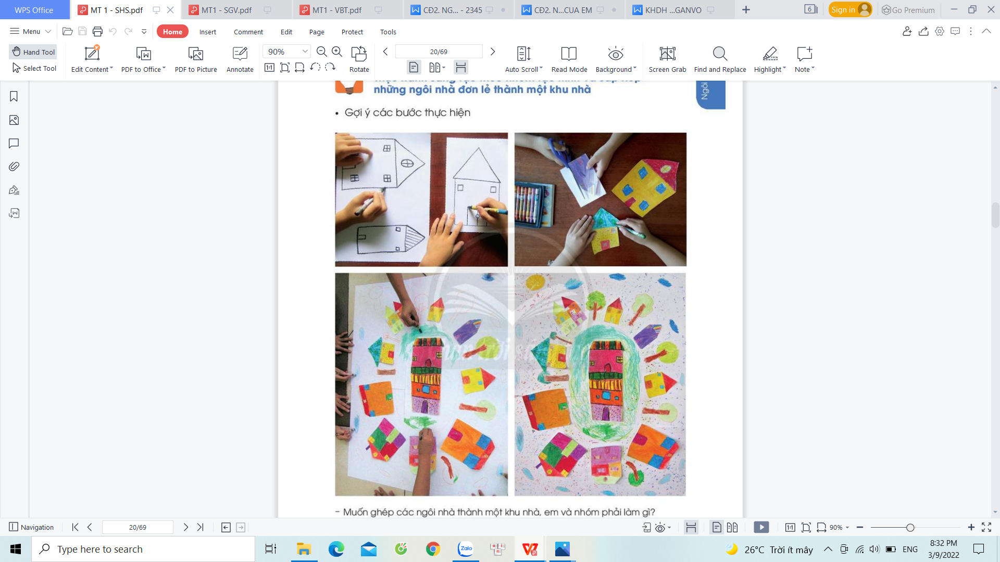 WPS Office
MT 1 - SHS.pdf
MT1 - SGV.pdf
MT1 - VBT.pdf
CĐ2. NG... - 2345
CĐ2. N...CUA EM
KHDH ...GANVO
6
Sign in
Go Premium
Menu
Home
Insert
Comment
Edit
Page
Protect
Tools
Hand Tool
Select Tool
Edit Content
PDF to Office
PDF to Picture
Annotate
90%
Rotate
20/69
Auto Scroll
Read Mode
Background
Screen Grab
Find and Replace
Highlight
Note
Ngôi
những ngôi nhà đơn lẻ thành một khu nhà
• Gợi ý các bước thực hiện
– Muốn ghép các ngôi nhà thành một khu nhà, em và nhóm phải làm gì?
Navigation
20/69
90%
Type here to search
Zalo
26°C Trời ít mây
ENG
8:32 PM
3/9/2022